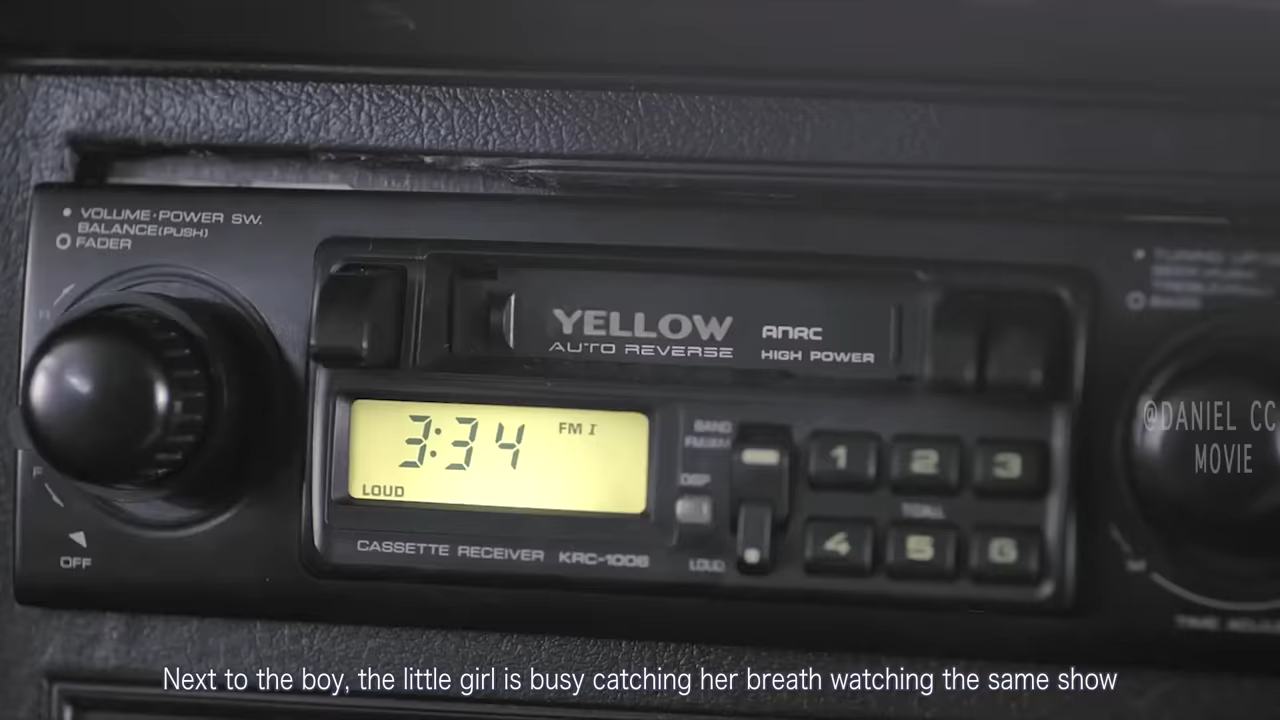 VOLUME·POWER SW.
BALANCE(PUSH)
FADER
OFF
YELLOW
AUTO REVERSE
ANRC
HIGH POWER
3:34
FM I
LOUD
CASSETTE RECEIVER KRC-1006
BAND
FM/AM
DSP
LOUD
1
2
3
4
5
6
@DANIEL CC
MOVIE
Next to the boy, the little girl is busy catching her breath watching the same show